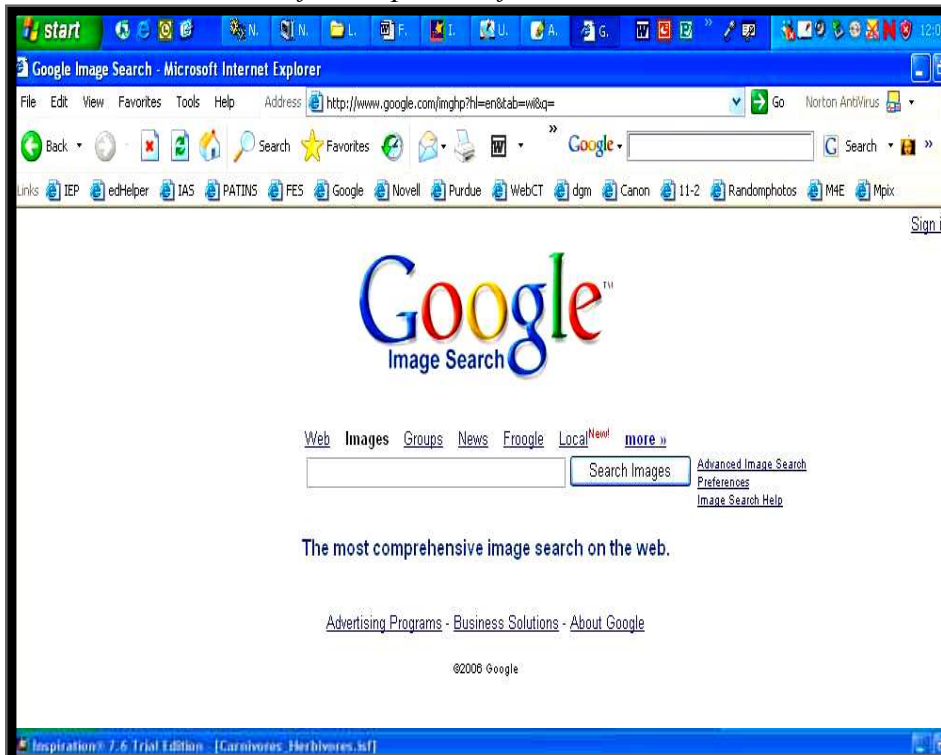 start N. N. L. F. I. U. A. G. 12:0
Google Image Search - Microsoft Internet Explorer
File Edit View Favorites Tools Help Address http://www.google.com/imghp?hl=en&tab=wi&q= Go Norton AntiVirus
Back Search Favorites Google Search
Links IEP edHelper IAS PATINS FES Google Novell Purdue WebCT dgm Canon 11-2 Randomphotos M4E Mpix
Sign i
Google™
Image Search
Web Images Groups News Froogle Local New! more »
Search Images Advanced Image Search
Preferences
Image Search Help
The most comprehensive image search on the web.
Advertising Programs - Business Solutions - About Google
©2006 Google
Inspiration® 7.6 Trial Edition - [Carnivores_Herbivores.isf]